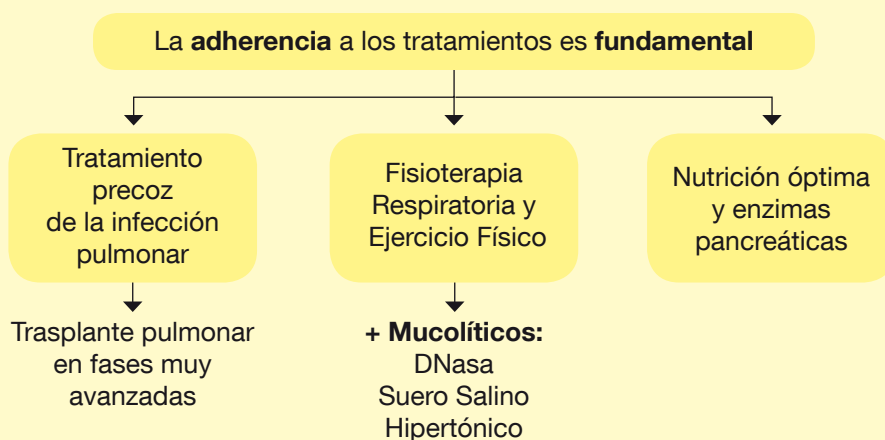 La adherencia a los tratamientos es fundamental
Tratamiento
precoz
de la infección
pulmonar
Trasplante pulmonar
en fases muy
avanzadas
Fisioterapia
Respiratoria y
Ejercicio Físico
+ Mucolíticos:
DNasa
Suero Salino
Hipertónico
Nutrición óptima
y enzimas
pancreáticas